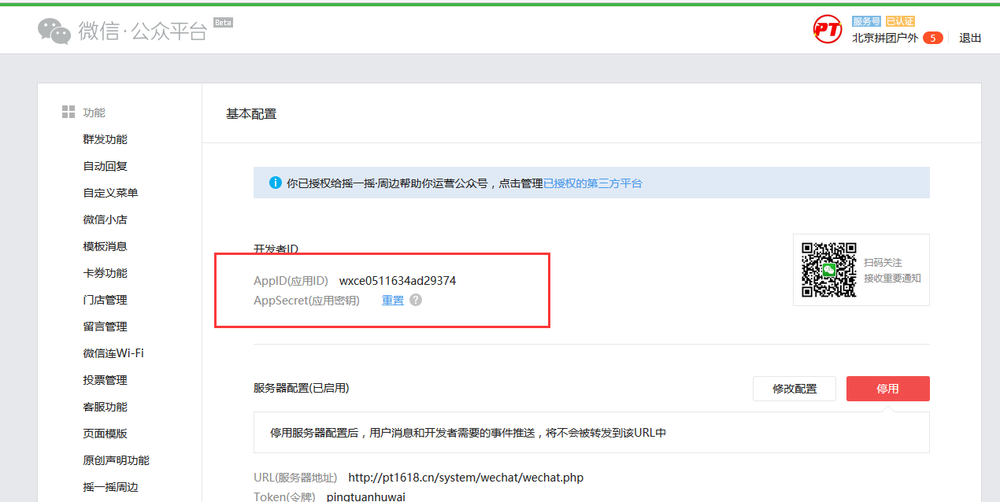 微信·公众平台 Beta
PT
服务号 已认证
北京拼团户外 5 退出
功能
群发功能
自动回复
自定义菜单
微信小店
模板消息
卡券功能
门店管理
留言管理
微信连Wi-Fi
投票管理
客服功能
页面模版
原创声明功能
摇一摇周边
基本配置
你已授权给摇一摇·周边帮助你运营公众号，点击管理已授权的第三方平台
开发者ID
AppID(应用ID) wxce0511634ad29374
AppSecret(应用密钥) 重置 ?
扫码关注
接收重要通知
服务器配置(已启用)
修改配置 停用
停用服务器配置后，用户消息和开发者需要的事件推送，将不会被转发到该URL中
URL(服务器地址) http://pt1618.cn/system/wechat/wechat.php
Token(令牌) pingtuanhuwai